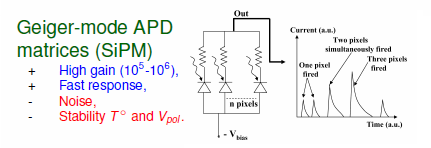 Geiger-mode APD
matrices (SiPM)
+ High gain (10⁵-10⁶),
+ Fast response,
- Noise,
- Stability T° and Vpol.
Out
n pixels
- Vbias
Current (a.u.)
Two pixels
simultaneously fired
Three pixels
fired
One pixel
fired
Time (a.u.)